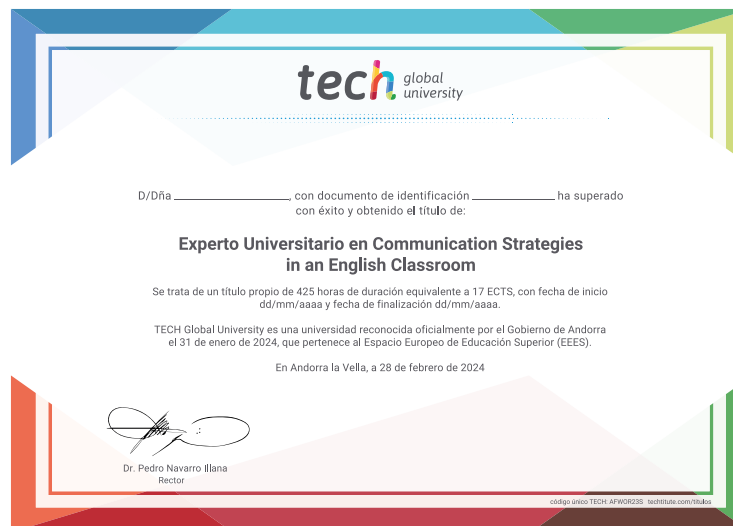 tech global
university
D/Dña ______________, con documento de identificación __________ ha superado
con éxito y obtenido el título de:
Experto Universitario en Communication Strategies
in an English Classroom
Se trata de un título propio de 425 horas de duración equivalente a 17 ECTS, con fecha de inicio
dd/mm/aaaa y fecha de finalización dd/mm/aaaa.
TECH Global University es una universidad reconocida oficialmente por el Gobierno de Andorra
el 31 de enero de 2024, que pertenece al Espacio Europeo de Educación Superior (EEES).
En Andorra la Vella, a 28 de febrero de 2024
Dr. Pedro Navarro Illana
Rector
código único TECH: AFWOR23S techtitute.com/titulos